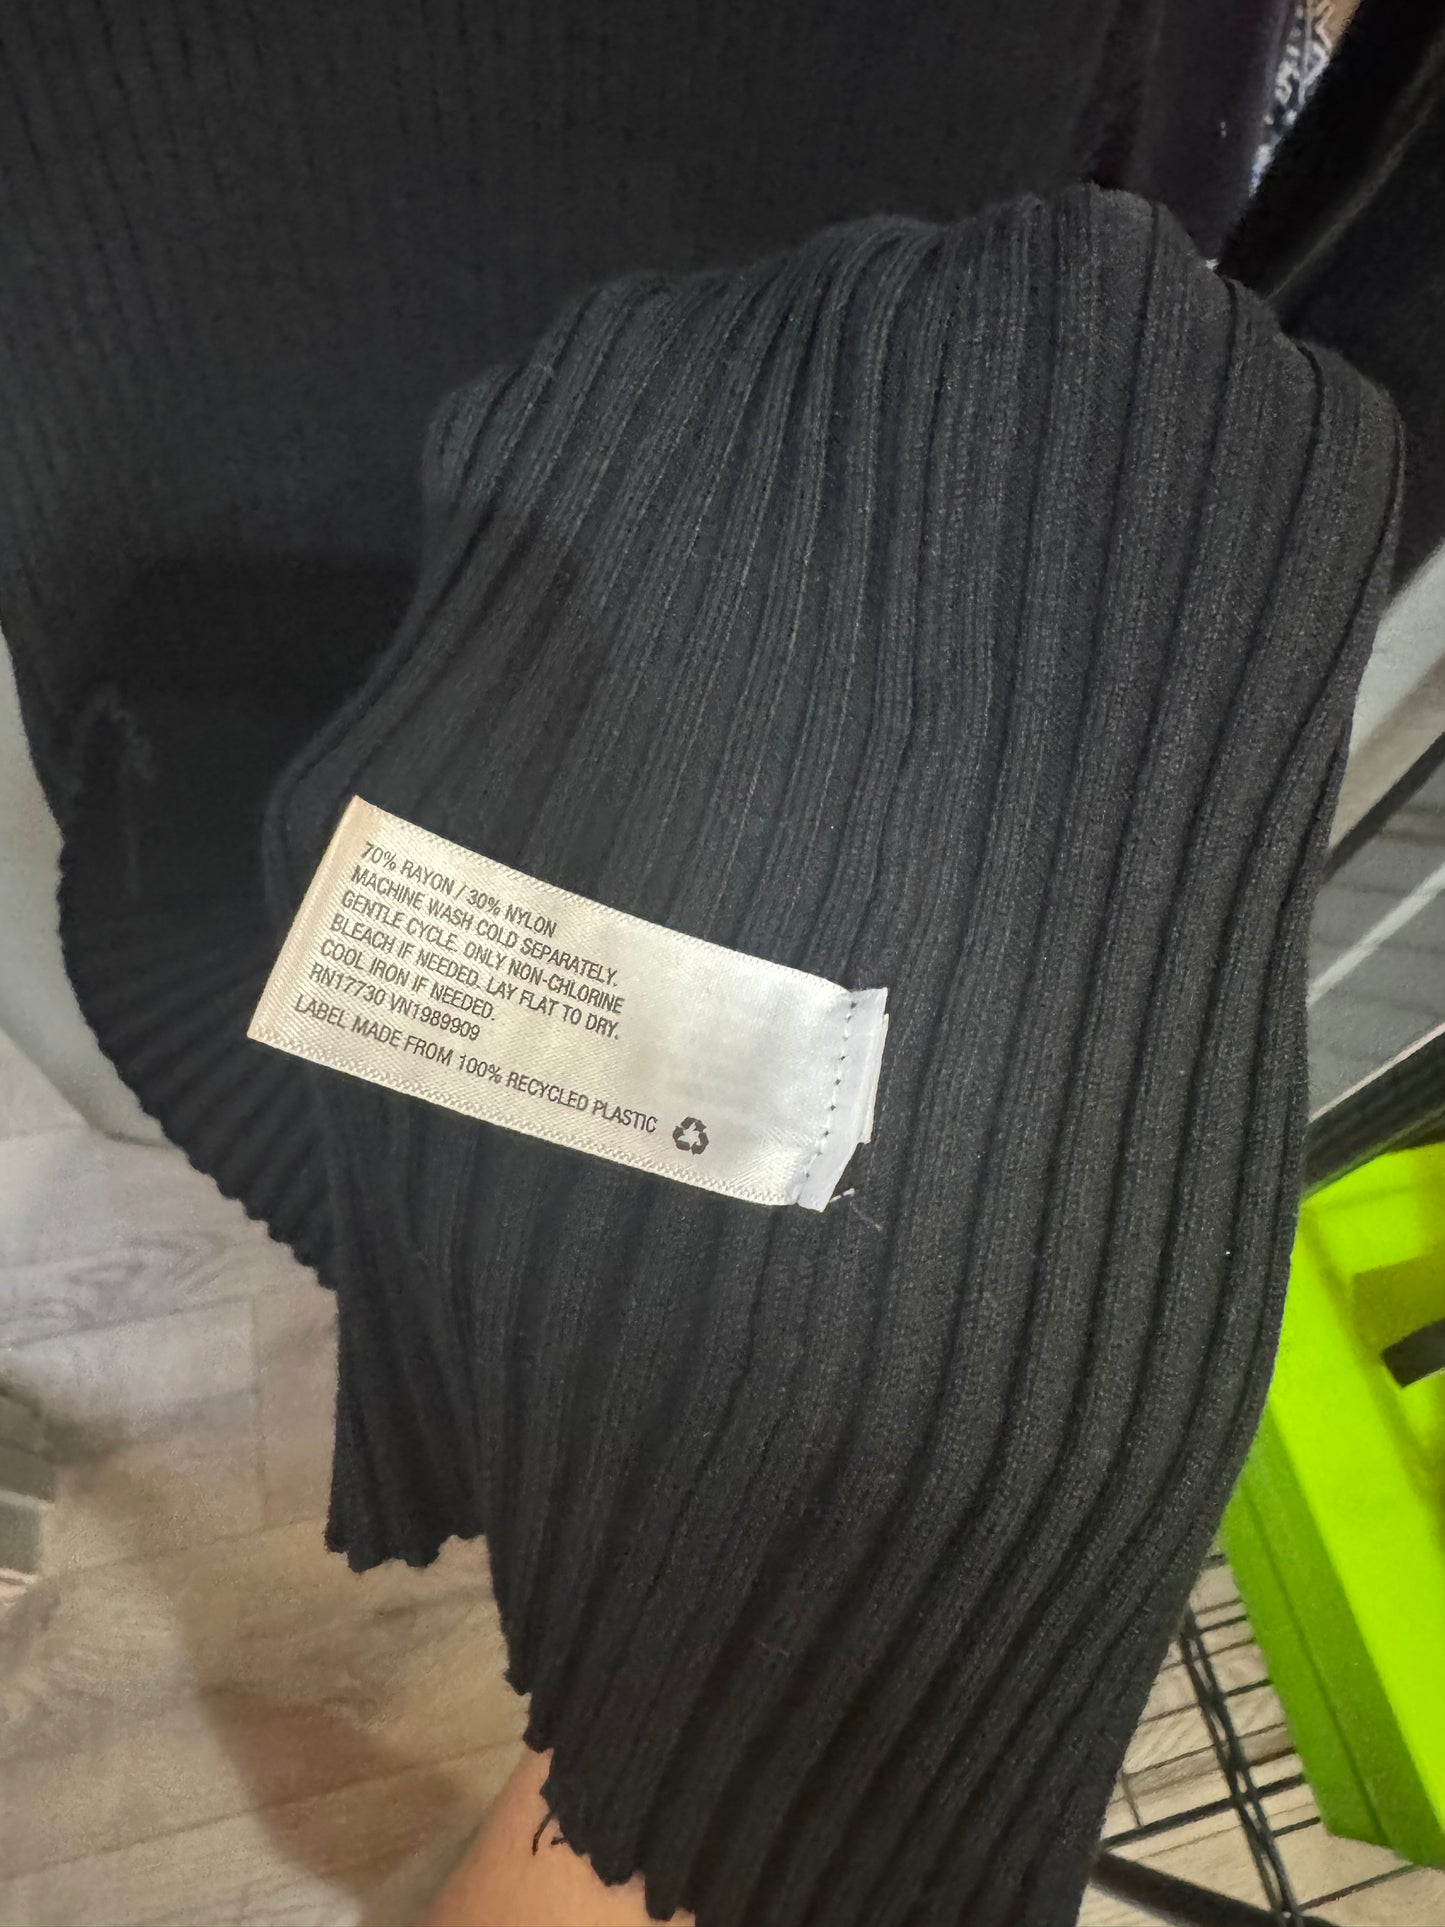 70% RAYON / 30% NYLON
MACHINE WASH COLD SEPARATELY.
GENTLE CYCLE. ONLY NON-CHLORINE
BLEACH IF NEEDED. LAY FLAT TO DRY.
COOL IRON IF NEEDED.
RN17730 VN1989909
LABEL MADE FROM 100% RECYCLED PLASTIC